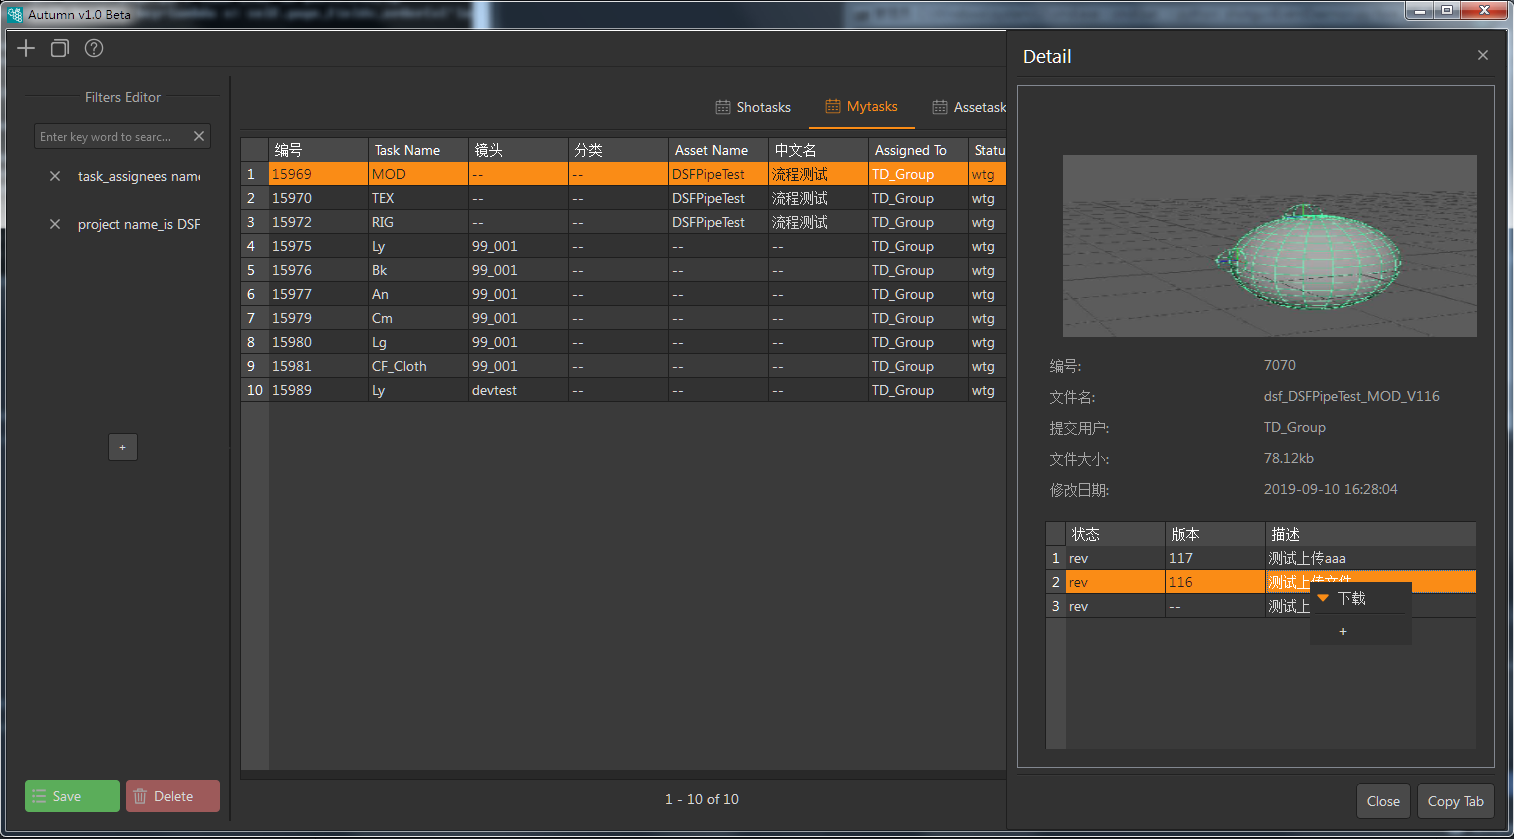 Autumn v1.0 Beta
Filters Editor
Enter key word to searc...
task_assignees name
project name_is DSF
+
Save
Delete
Shotasks
Mytasks
Assetask
编号 Task Name 镜头 分类 Asset Name 中文名 Assigned To Statu
1 15969 MOD -- -- DSFPipeTest 流程测试 TD_Group wtg
2 15970 TEX -- -- DSFPipeTest 流程测试 TD_Group wtg
3 15972 RIG -- -- DSFPipeTest 流程测试 TD_Group wtg
4 15975 Ly 99_001 -- -- -- TD_Group wtg
5 15976 Bk 99_001 -- -- -- TD_Group wtg
6 15977 An 99_001 -- -- -- TD_Group wtg
7 15979 Cm 99_001 -- -- -- TD_Group wtg
8 15980 Lg 99_001 -- -- -- TD_Group wtg
9 15981 CF_Cloth 99_001 -- -- -- TD_Group wtg
10 15989 Ly devtest -- -- -- TD_Group wtg
1 - 10 of 10
Detail
编号: 7070
文件名: dsf_DSFPipeTest_MOD_V116
提交用户: TD_Group
文件大小: 78.12kb
修改日期: 2019-09-10 16:28:04
状态 版本 描述
1 rev 117 测试上传aaa
2 rev 116 测试上传文件
3 rev -- 测试上
下载
+
Close
Copy Tab